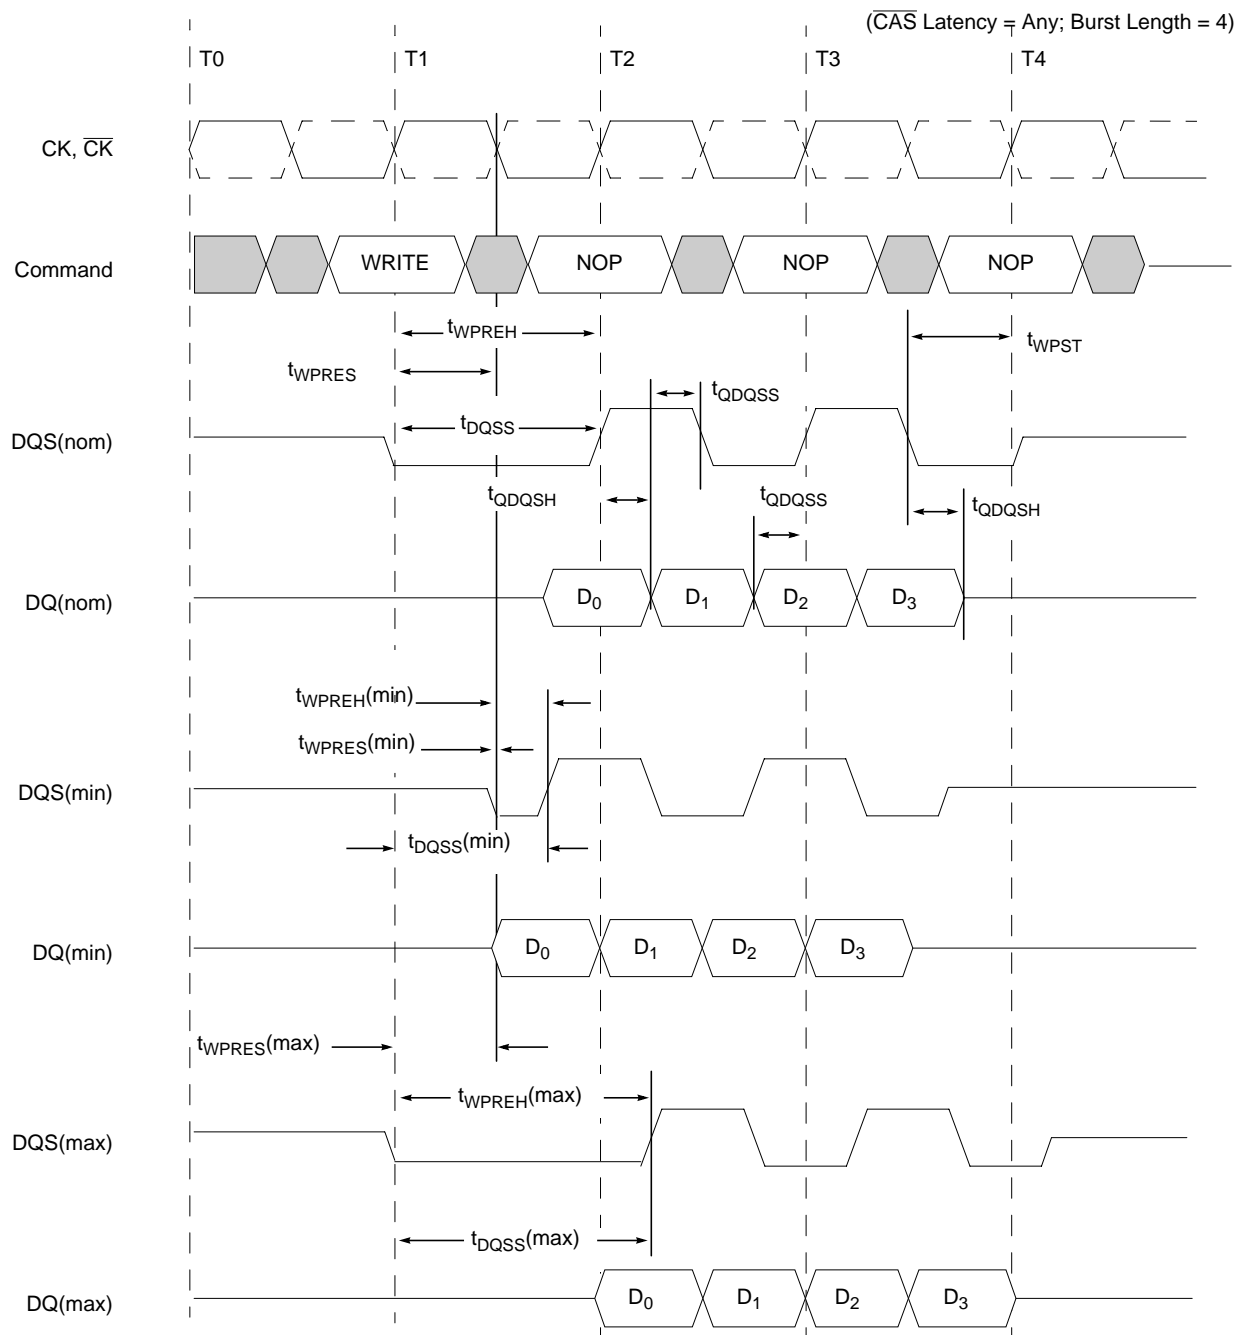 (CAS Latency = Any; Burst Length = 4)
T0 T1 T2 T3 T4
CK, CK
Command WRITE NOP NOP NOP
tWPREH
tWPST
tWPRES
tQDQSS
DQS(nom) tDQSS
tQDQSH tQDQSS tQDQSH
DQ(nom) D0 D1 D2 D3
tWPREH(min)
tWPRES(min)
DQS(min)
tDQSS(min)
DQ(min) D0 D1 D2 D3
tWPRES(max)
tWPREH(max)
DQS(max)
tDQSS(max)
DQ(max) D0 D1 D2 D3